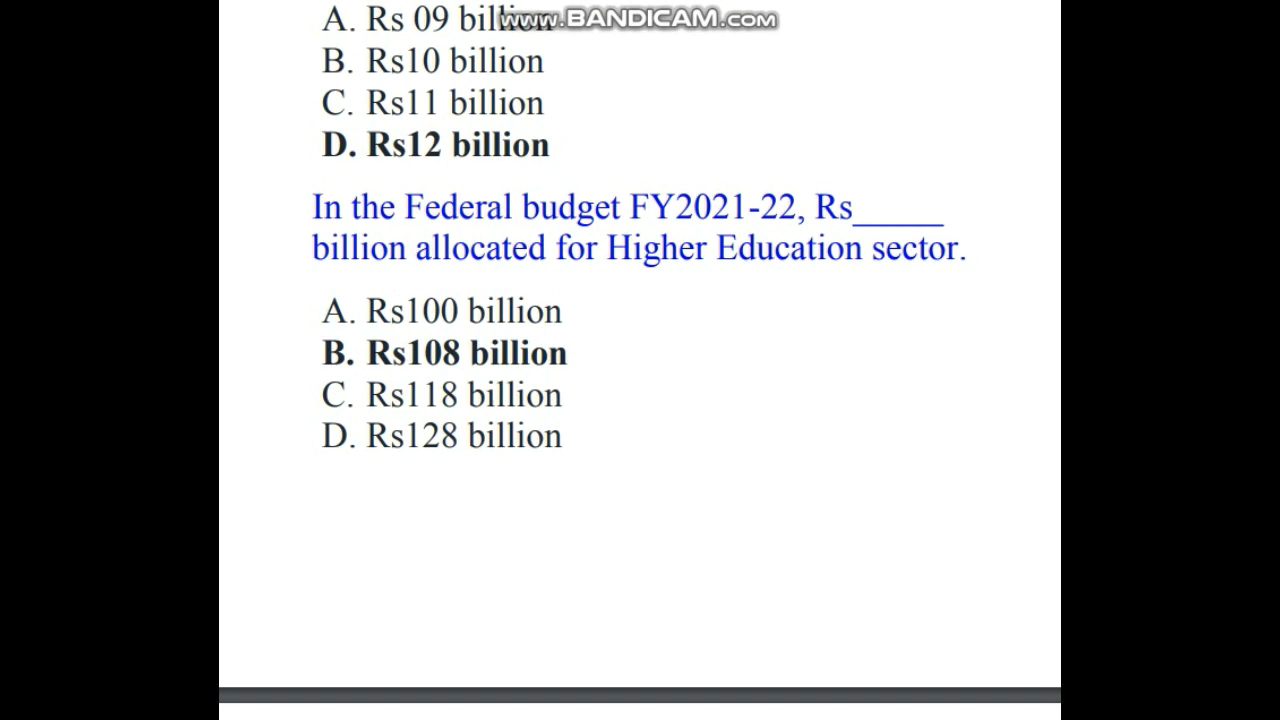 A. Rs 09 billion
www.BANDICAM.com
B. Rs10 billion
C. Rs11 billion
D. Rs12 billion
In the Federal budget FY2021-22, Rs_____
billion allocated for Higher Education sector.
A. Rs100 billion
B. Rs108 billion
C. Rs118 billion
D. Rs128 billion